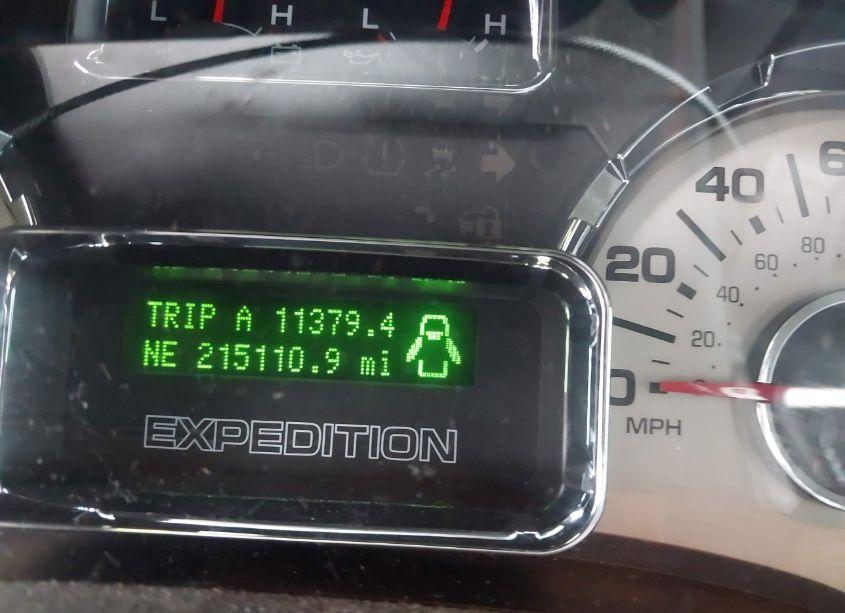 L H L H
40
20
80
60
40
20
0
MPH
TRIP A 11379.4
NE 215110.9 mi
EXPEDITION